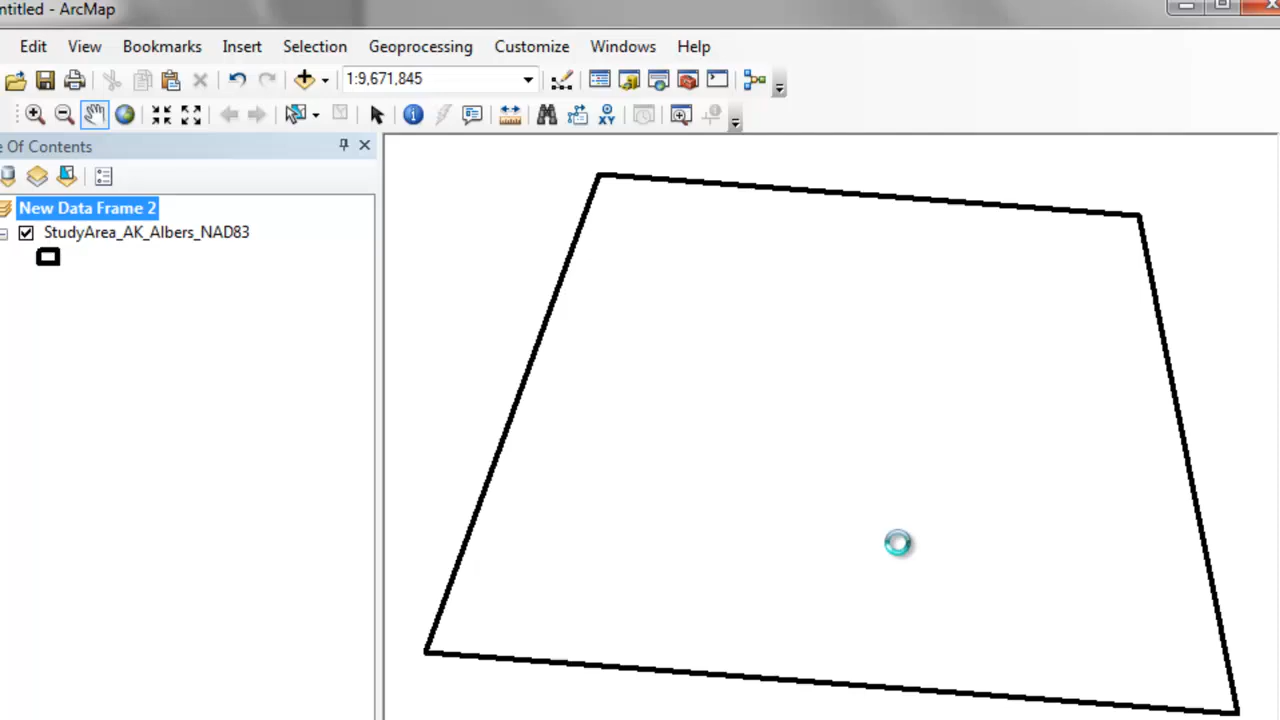 ntitled - ArcMap
Edit View Bookmarks Insert Selection Geoprocessing Customize Windows Help
1:9,671,845
XY
e Of Contents
New Data Frame 2
StudyArea_AK_Albers_NAD83